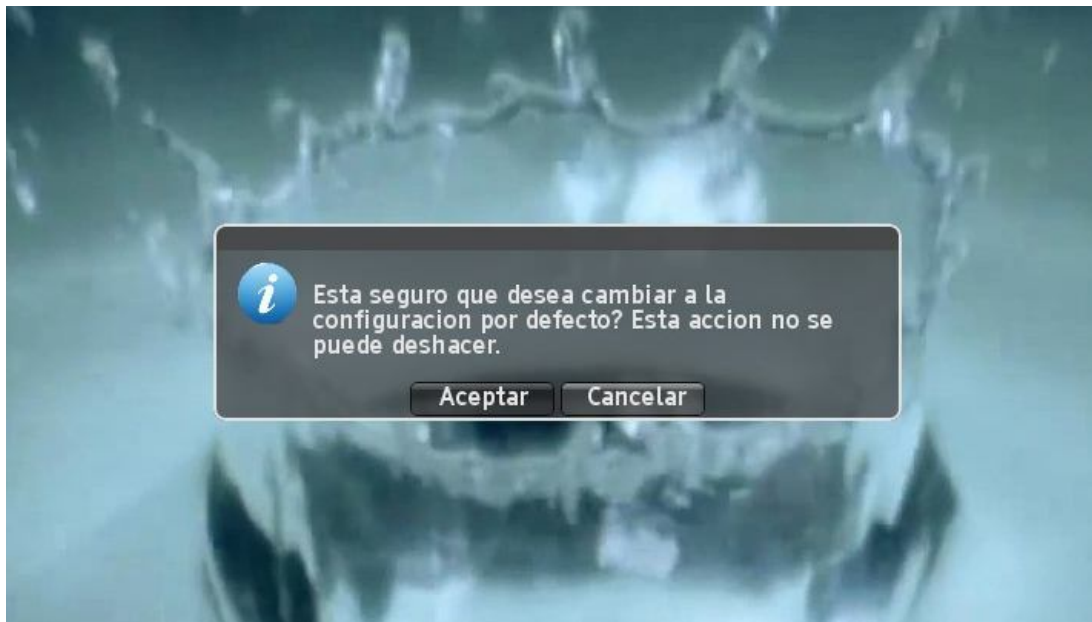 Esta seguro que desea cambiar a la
configuracion por defecto? Esta accion no se
puede deshacer.
Aceptar Cancelar